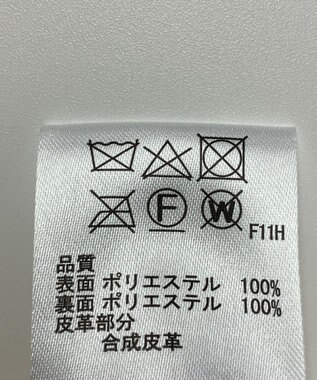 F W F11H
品質
表面 ポリエステル 100%
裏面 ポリエステル 100%
皮革部分
合成皮革